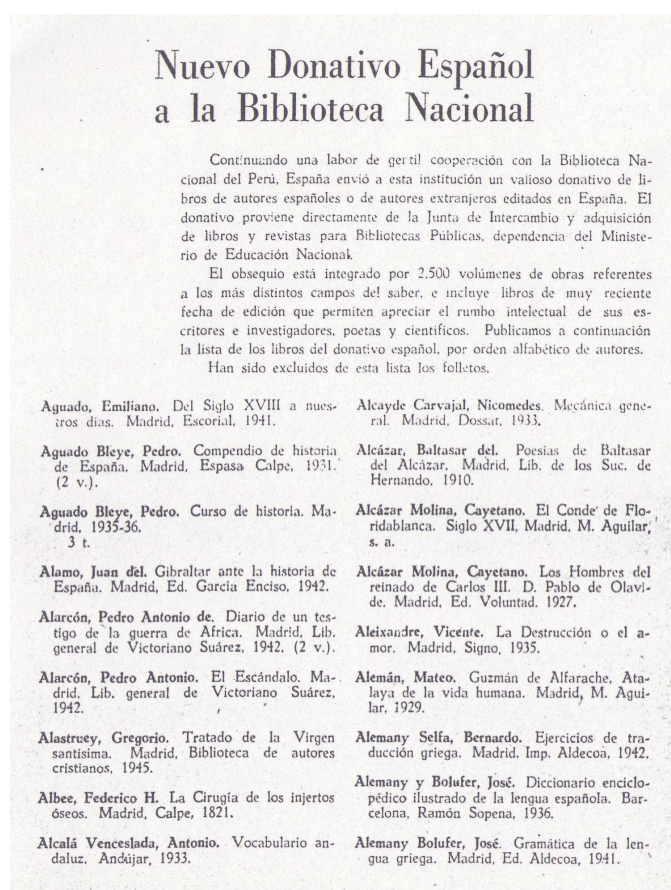 Nuevo Donativo Español
a la Biblioteca Nacional
Continuando una labor de gentil cooperación con la Biblioteca Na-
cional del Perú, España envió a esta institución un valioso donativo de li-
bros de autores españoles o de autores extranjeros editados en España. El
donativo proviene directamente de la Junta de Intercambio y adquisición
de libros y revistas para Bibliotecas Públicas, dependencia del Ministe-
rio de Educación Nacional.
El obsequio está integrado por 2,500 volúmenes de obras referentes
a los más distintos campos del saber, e incluye libros de muy reciente
fecha de edición que permiten apreciar el rumbo intelectual de sus es-
critores e investigadores, poetas y científicos. Publicamos a continuación
la lista de los libros del donativo español, por orden alfabético de autores.
Han sido excluídos de esta lista los folletos.
Aguado, Emiliano. Del Siglo XVIII a nues-
tros días. Madrid, Escorial, 1941.
Aguado Bleye, Pedro. Compendio de historia
de España. Madrid, Espasa Calpe, 1931.
(2 v.).
Aguado Bleye, Pedro. Curso de historia. Ma-
drid, 1935-36.
3 t.
Alamo, Juan del. Gibraltar ante la historia de
España. Madrid, Ed. García Enciso, 1942.
Alarcón, Pedro Antonio de. Diario de un tes-
tigo de la guerra de Africa. Madrid, Lib.
general de Victoriano Suárez, 1942. (2 v.).
Alarcón, Pedro Antonio. El Escándalo. Ma-
drid, Lib. general de Victoriano Suárez,
1942.
Alastruey, Gregorio. Tratado de la Virgen
santísima. Madrid, Biblioteca de autores
cristianos, 1945.
Albee, Federico H. La Cirugía de los injertos
óseos. Madrid, Calpe, 1821.
Alcalá Venceslada, Antonio. Vocabulario an-
daluz. Andújar, 1933.
Alcayde Carvajal, Nicomedes. Mecánica gene-
ral. Madrid, Dossat, 1933.
Alcázar, Baltasar del. Poesías de Baltasar
del Alcázar. Madrid, Lib. de los Suc. de
Hernando, 1910.
Alcázar Molina, Cayetano. El Conde de Flo-
ridablanca. Siglo XVII, Madrid, M. Aguilar,
s. a.
Alcázar Molina, Cayetano. Los Hombres del
reinado de Carlos III. D. Pablo de Olavi-
de. Madrid, Ed. Voluntad, 1927.
Aleixandre, Vicente. La Destrucción o el a-
mor. Madrid, Signo, 1935.
Alemán, Mateo. Guzmán de Alfarache, Ata-
laya de la vida humana. Madrid, M. Agui-
lar, 1929.
Alemany Selfa, Bernardo. Ejercicios de tra-
ducción griega. Madrid, Imp. Aldecoa, 1942.
Alemany y Bolufer, José. Diccionario enciclo-
pédico ilustrado de la lengua española. Bar-
celona, Ramón Sopena, 1936.
Alemany Bolufer, José. Gramática de la len-
gua griega. Madrid, Ed. Aldecoa, 1941.